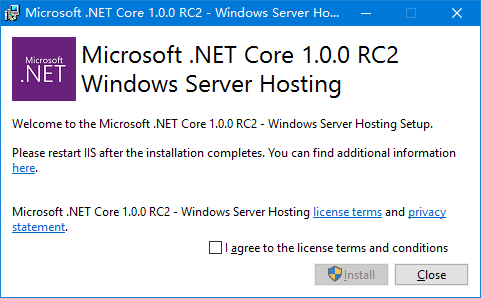 Microsoft .NET Core 1.0.0 RC2 - Windows Server Ho...
Microsoft
.NET
Microsoft .NET Core 1.0.0 RC2
Windows Server Hosting
Welcome to the Microsoft .NET Core 1.0.0 RC2 - Windows Server Hosting Setup.
Please restart IIS after the installation completes. You can find additional information
here.
Microsoft .NET Core 1.0.0 RC2 - Windows Server Hosting license terms and privacy
statement.
I agree to the license terms and conditions
Install
Close